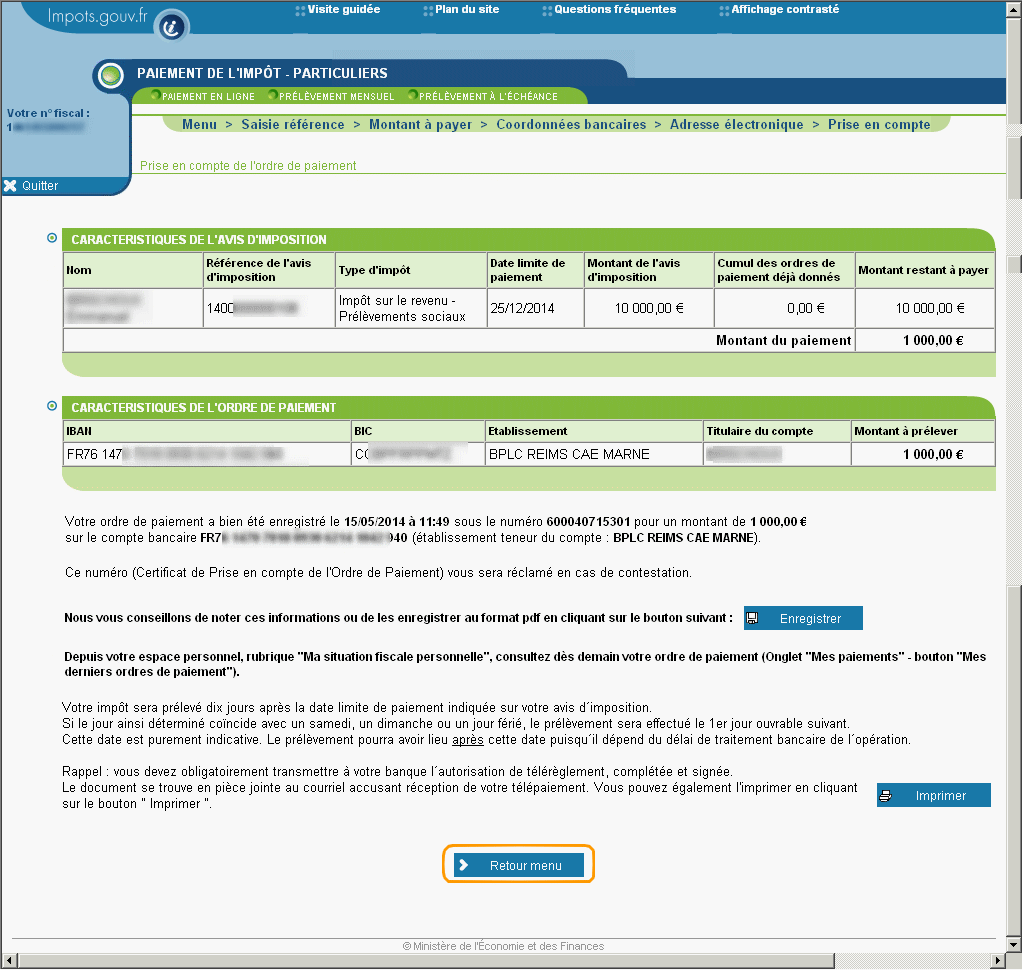 Impots.gouv.fr
Visite guidée
Plan du site
Questions fréquentes
Affichage contrasté
PAIEMENT DE L'IMPÔT - PARTICULIERS
PAIEMENT EN LIGNE
PRÉLÈVEMENT MENSUEL
PRÉLÈVEMENT À L'ÉCHÉANCE
Votre n° fiscal :
1
Menu > Saisie référence > Montant à payer > Coordonnées bancaires > Adresse électronique > Prise en compte
Prise en compte de l'ordre de paiement
Quitter
CARACTERISTIQUES DE L'AVIS D'IMPOSITION
Nom
Référence de l'avis
d'imposition
Type d'impôt
Date limite de
paiement
Montant de l'avis
d'imposition
Cumul des ordres de
paiement déjà donnés
Montant restant à payer
1400
Impôt sur le revenu -
Prélèvements sociaux
25/12/2014
10 000,00 €
0,00 €
10 000,00 €
Montant du paiement
1 000,00 €
CARACTERISTIQUES DE L'ORDRE DE PAIEMENT
IBAN
BIC
Etablissement
Titulaire du compte
Montant à prélever
FR76 147
BPLC REIMS CAE MARNE
1 000,00 €
Votre ordre de paiement a bien été enregistré le 15/05/2014 à 11:49 sous le numéro 600040715301 pour un montant de 1 000,00 €
sur le compte bancaire FR7 940 (établissement teneur du compte : BPLC REIMS CAE MARNE).
Ce numéro (Certificat de Prise en compte de l'Ordre de Paiement) vous sera réclamé en cas de contestation.
Nous vous conseillons de noter ces informations ou de les enregistrer au format pdf en cliquant sur le bouton suivant :
Enregistrer
Depuis votre espace personnel, rubrique "Ma situation fiscale personnelle", consultez dès demain votre ordre de paiement (Onglet "Mes paiements" - bouton "Mes
derniers ordres de paiement").
Votre impôt sera prélevé dix jours après la date limite de paiement indiquée sur votre avis d´imposition.
Si le jour ainsi déterminé coïncide avec un samedi, un dimanche ou un jour férié, le prélèvement sera effectué le 1er jour ouvrable suivant.
Cette date est purement indicative. Le prélèvement pourra avoir lieu après cette date puisqu´il dépend du délai de traitement bancaire de l´opération.
Rappel : vous devez obligatoirement transmettre à votre banque l´autorisation de télérèglement, complétée et signée.
Le document se trouve en pièce jointe au courriel accusant réception de votre télépaiement. Vous pouvez également l'imprimer en cliquant
sur le bouton " Imprimer ".
Imprimer
Retour menu
© Ministère de l'Économie et des Finances